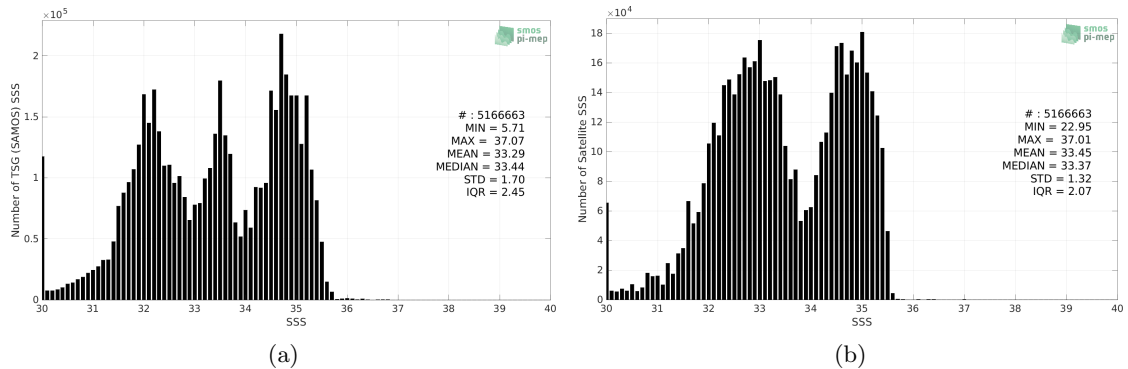 ×10⁵
smos
pi-mep
Number of TSG (SAMOS) SSS
2
1.5
1
0.5
0
# : 5166663
MIN = 5.71
MAX = 37.07
MEAN = 33.29
MEDIAN = 33.44
STD = 1.70
IQR = 2.45
30 31 32 33 34 35 36 37 38 39 40
SSS
(a)
×10⁴
smos
pi-mep
Number of Satellite SSS
18
16
14
12
10
8
6
4
2
0
# : 5166663
MIN = 22.95
MAX = 37.01
MEAN = 33.45
MEDIAN = 33.37
STD = 1.32
IQR = 2.07
30 31 32 33 34 35 36 37 38 39 40
SSS
(b)